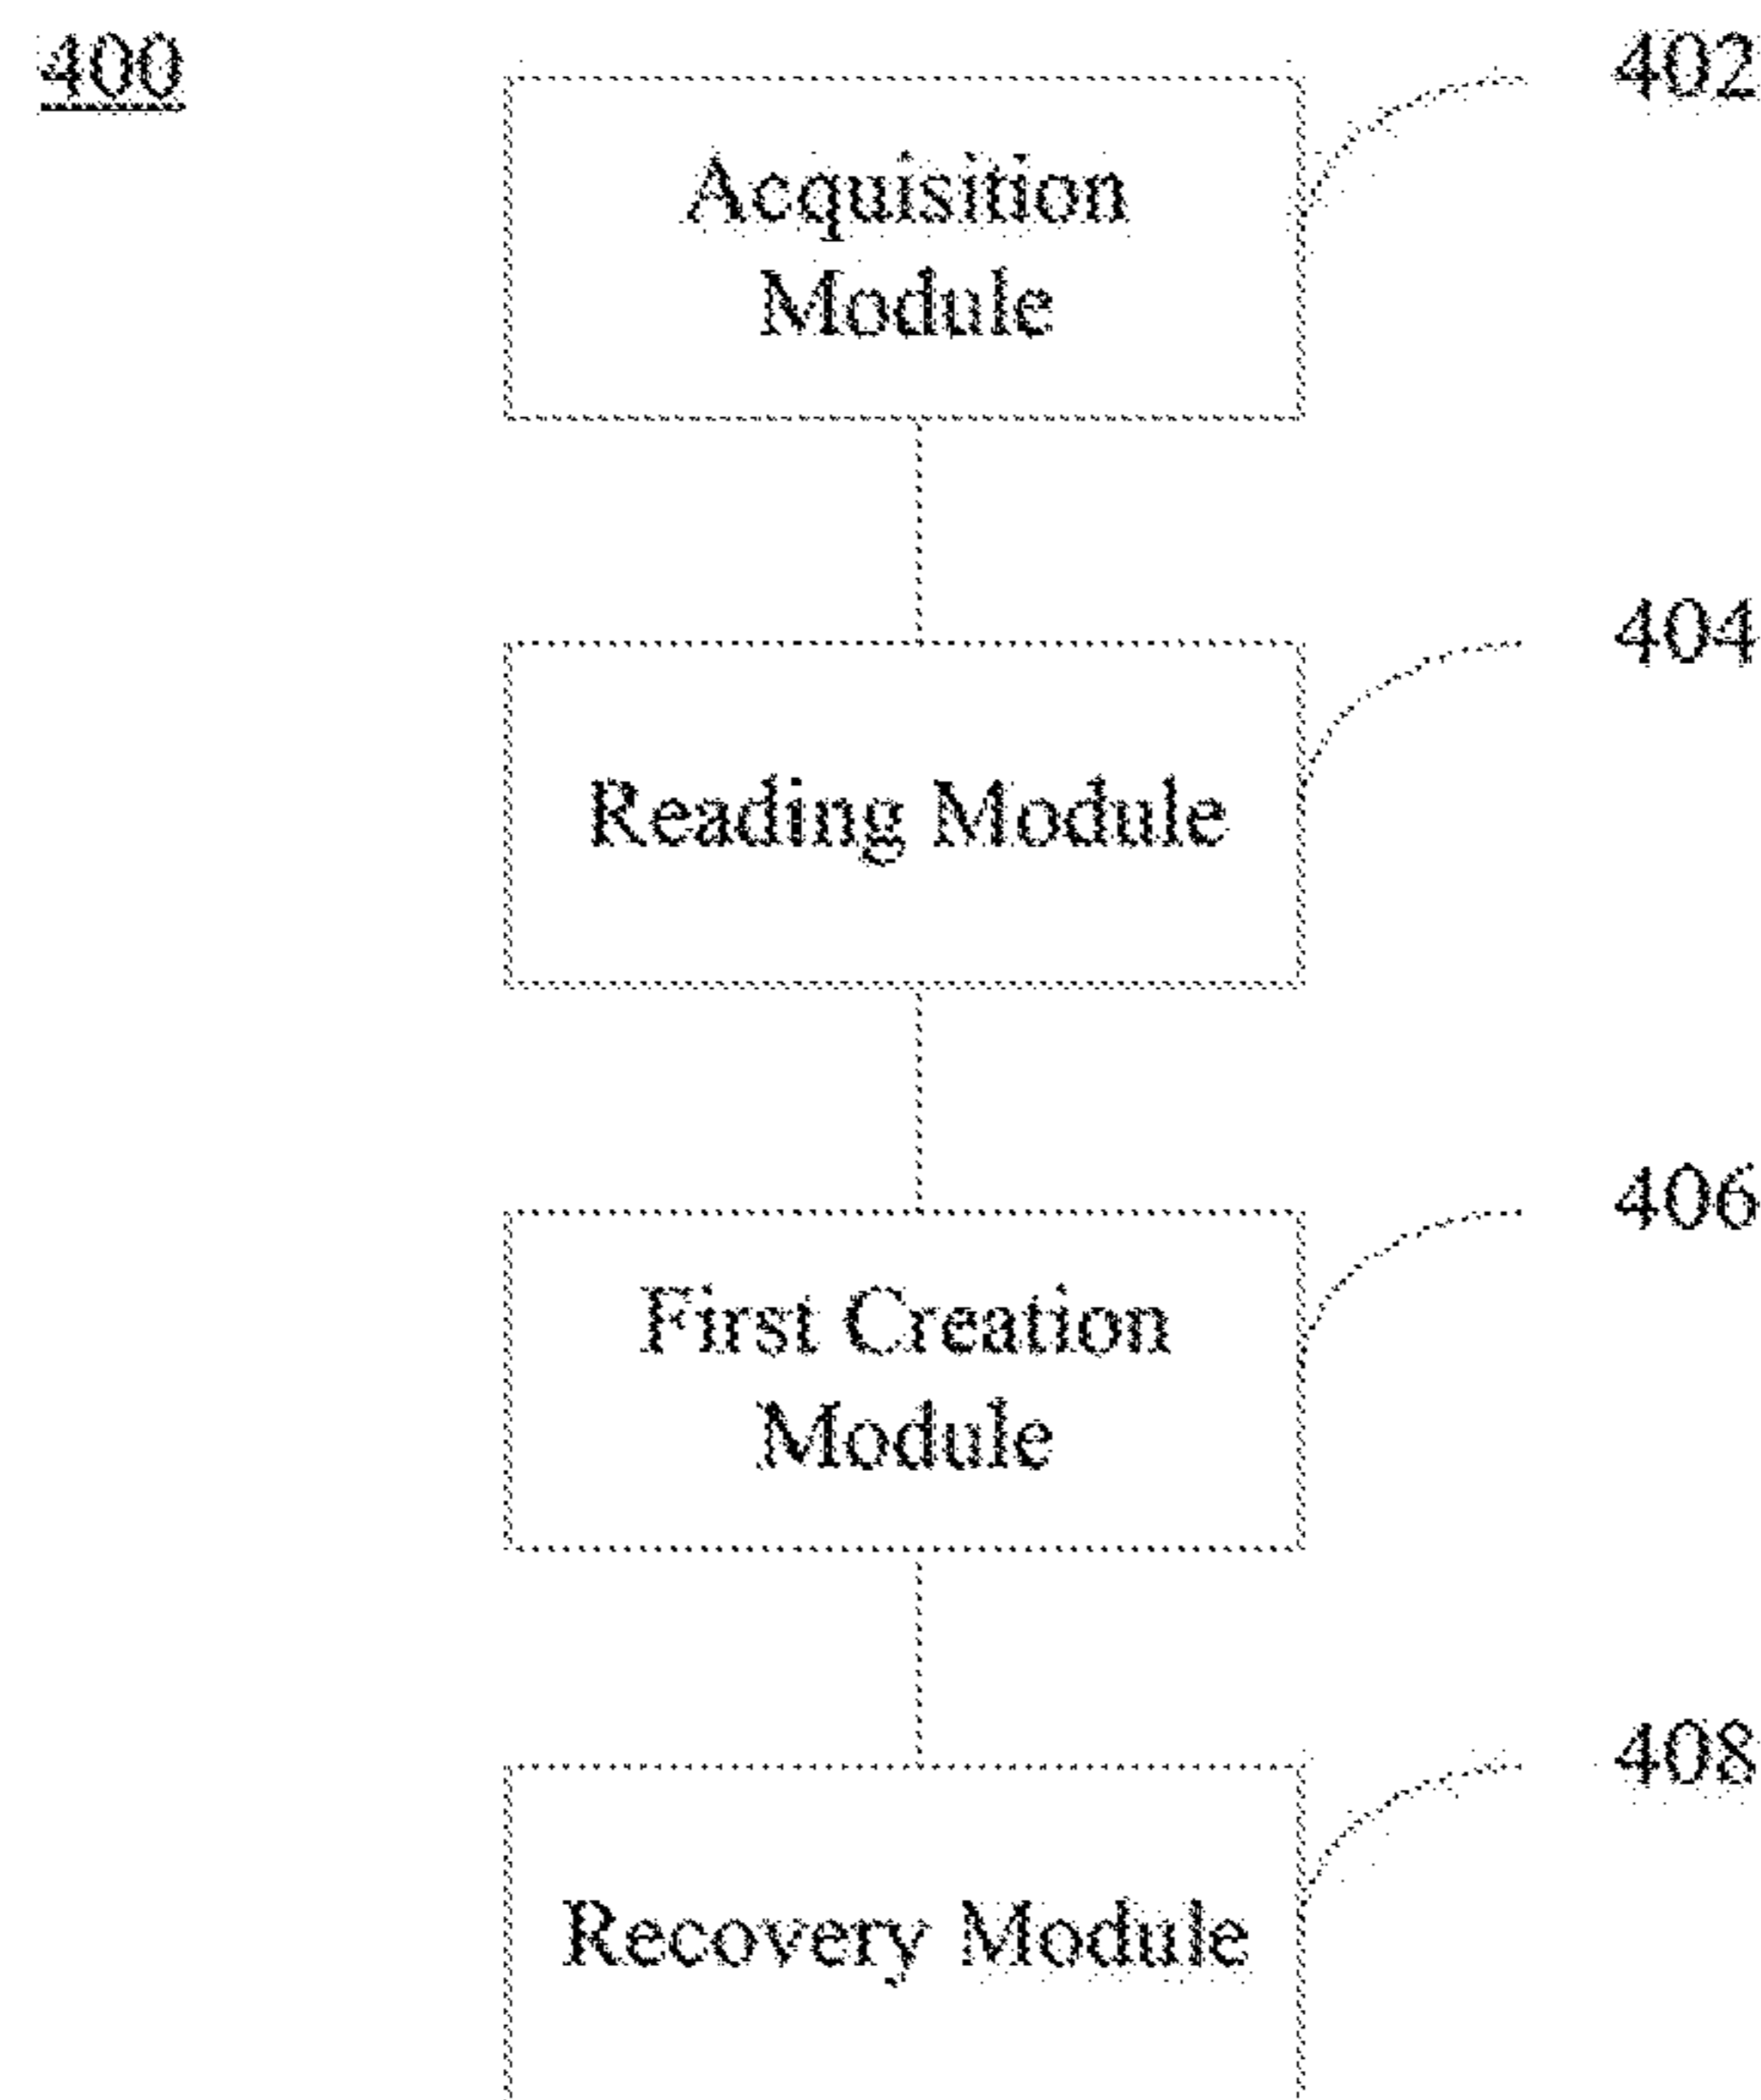 400
402
Acquisition
Module
404
Reading Module
406
First Creation
Module
408
Recovery Module